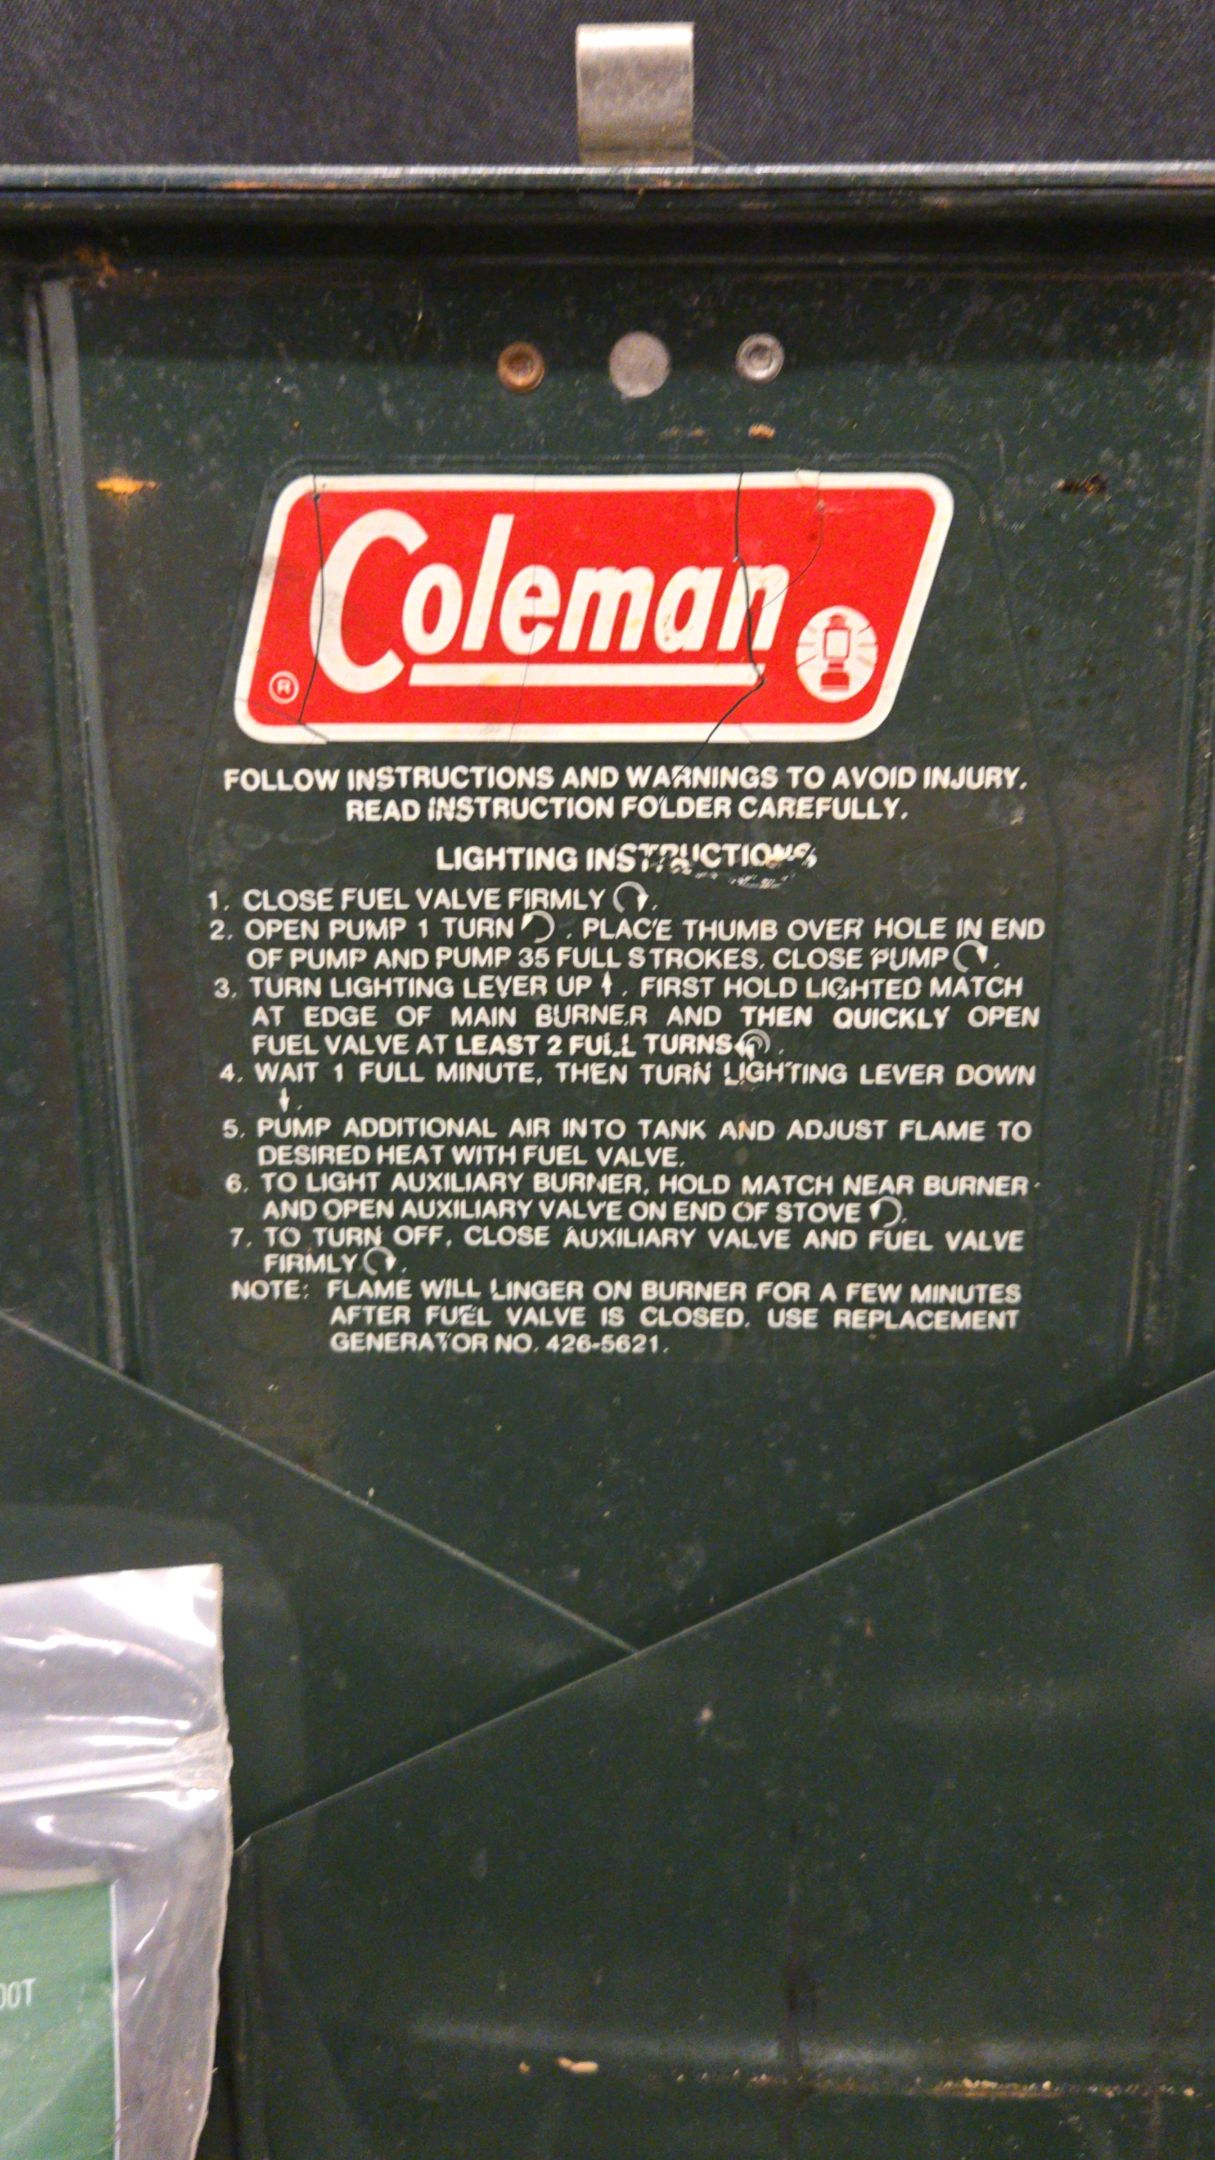 Coleman
®
FOLLOW INSTRUCTIONS AND WARNINGS TO AVOID INJURY.
READ INSTRUCTION FOLDER CAREFULLY.
LIGHTING INSTRUCTIONS
1. CLOSE FUEL VALVE FIRMLY .
2. OPEN PUMP 1 TURN . PLACE THUMB OVER HOLE IN END
OF PUMP AND PUMP 35 FULL STROKES. CLOSE PUMP .
3. TURN LIGHTING LEVER UP . FIRST HOLD LIGHTED MATCH
AT EDGE OF MAIN BURNER AND THEN QUICKLY OPEN
FUEL VALVE AT LEAST 2 FULL TURNS .
4. WAIT 1 FULL MINUTE, THEN TURN LIGHTING LEVER DOWN
.
5. PUMP ADDITIONAL AIR INTO TANK AND ADJUST FLAME TO
DESIRED HEAT WITH FUEL VALVE.
6. TO LIGHT AUXILIARY BURNER, HOLD MATCH NEAR BURNER
AND OPEN AUXILIARY VALVE ON END OF STOVE .
7. TO TURN OFF, CLOSE AUXILIARY VALVE AND FUEL VALVE
FIRMLY .
NOTE: FLAME WILL LINGER ON BURNER FOR A FEW MINUTES
AFTER FUEL VALVE IS CLOSED. USE REPLACEMENT
GENERATOR NO. 426-5621.